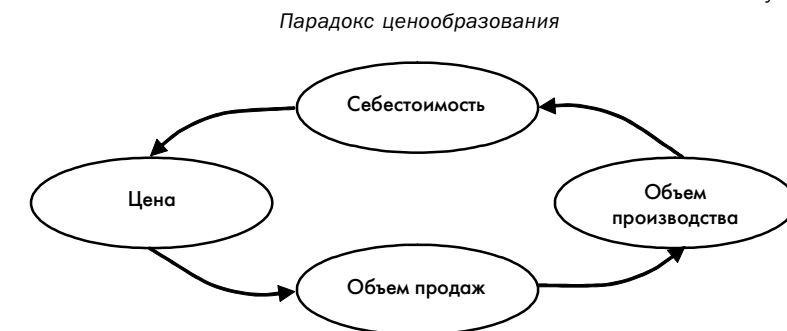 Парадокс ценообразования
Себестоимость
Цена
Объем
производства
Объем продаж